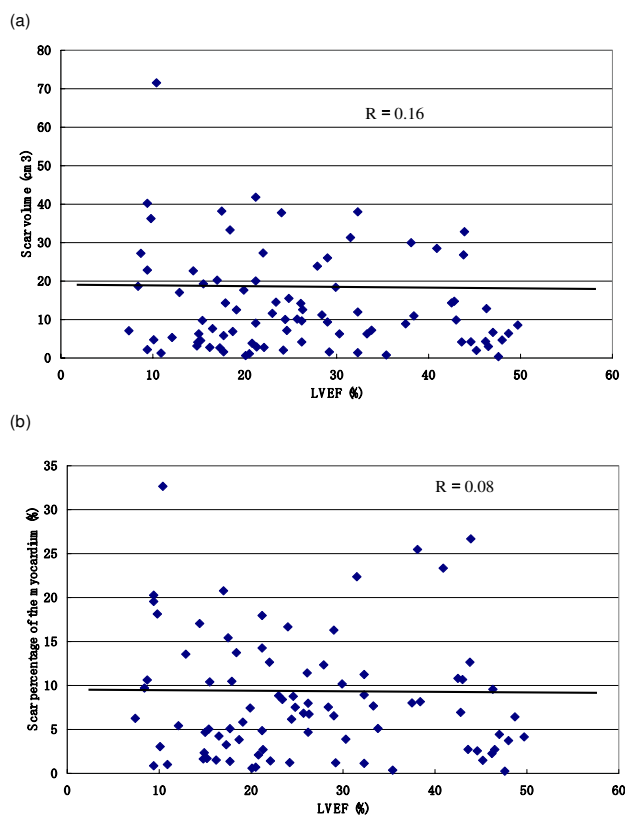 (a)
80
70
60
50
40
30
20
10
0
Scar volume (cm3)
R = 0.16
0 10 20 30 40 50 60
LVEF (%)
(b)
35
30
25
20
15
10
5
0
Scar percentage of the myocardium (%)
R = 0.08
0 10 20 30 40 50 60
LVEF (%)